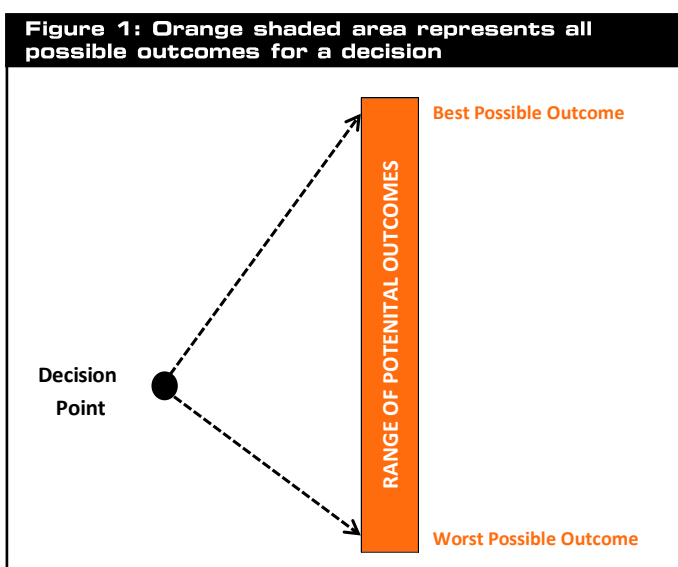 Figure 1: Orange shaded area represents all
possible outcomes for a decision
Best Possible Outcome
RANGE OF POTENITAL OUTCOMES
Decision
Point
Worst Possible Outcome